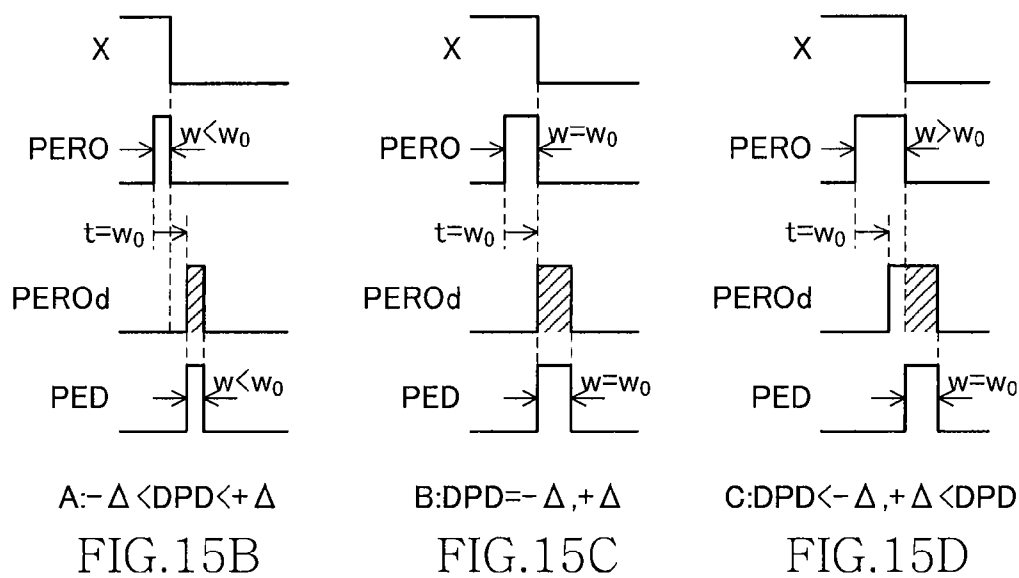 X X X
PERO w<w₀ PERO w=w₀ PERO w>w₀
t=w₀ t=w₀ t=w₀
PEROd PEROd PEROd
PED w<w₀ PED w=w₀ PED w=w₀
A:-Δ<DPD<+Δ B:DPD=-Δ,+Δ C:DPD<-Δ,+Δ<DPD
FIG.15B FIG.15C FIG.15D